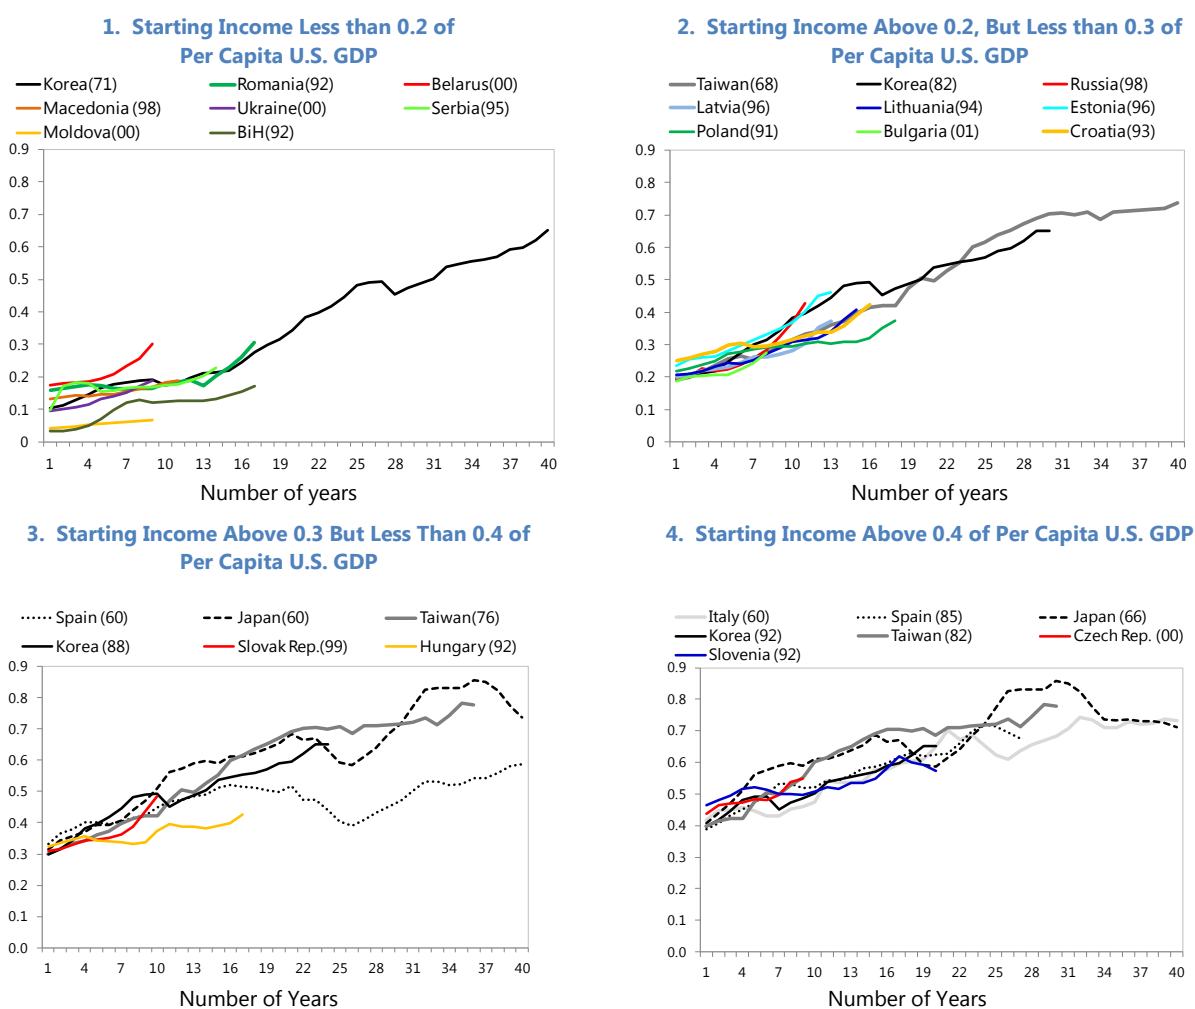 1. Starting Income Less than 0.2 of
Per Capita U.S. GDP
Korea(71) Romania(92) Belarus(00)
Macedonia (98) Ukraine(00) Serbia(95)
Moldova(00) BiH(92)
0.9
0.8
0.7
0.6
0.5
0.4
0.3
0.2
0.1
0
1 4 7 10 13 16 19 22 25 28 31 34 37 40
Number of years
2. Starting Income Above 0.2, But Less than 0.3 of
Per Capita U.S. GDP
Taiwan(68) Korea(82) Russia(98)
Latvia(96) Lithuania(94) Estonia(96)
Poland(91) Bulgaria (01) Croatia(93)
0.9
0.8
0.7
0.6
0.5
0.4
0.3
0.2
0.1
0
1 4 7 10 13 16 19 22 25 28 31 34 37 40
Number of years
3. Starting Income Above 0.3 But Less Than 0.4 of
Per Capita U.S. GDP
Spain (60) Japan(60) Taiwan(76)
Korea (88) Slovak Rep.(99) Hungary (92)
0.9
0.8
0.7
0.6
0.5
0.4
0.3
0.2
0.1
0.0
1 4 7 10 13 16 19 22 25 28 31 34 37 40
Number of Years
4. Starting Income Above 0.4 of Per Capita U.S. GDP
Italy (60) Spain (85) Japan (66)
Korea (92) Taiwan (82) Czech Rep. (00)
Slovenia (92)
0.9
0.8
0.7
0.6
0.5
0.4
0.3
0.2
0.1
0.0
1 4 7 10 13 16 19 22 25 28 31 34 37 40
Number of Years